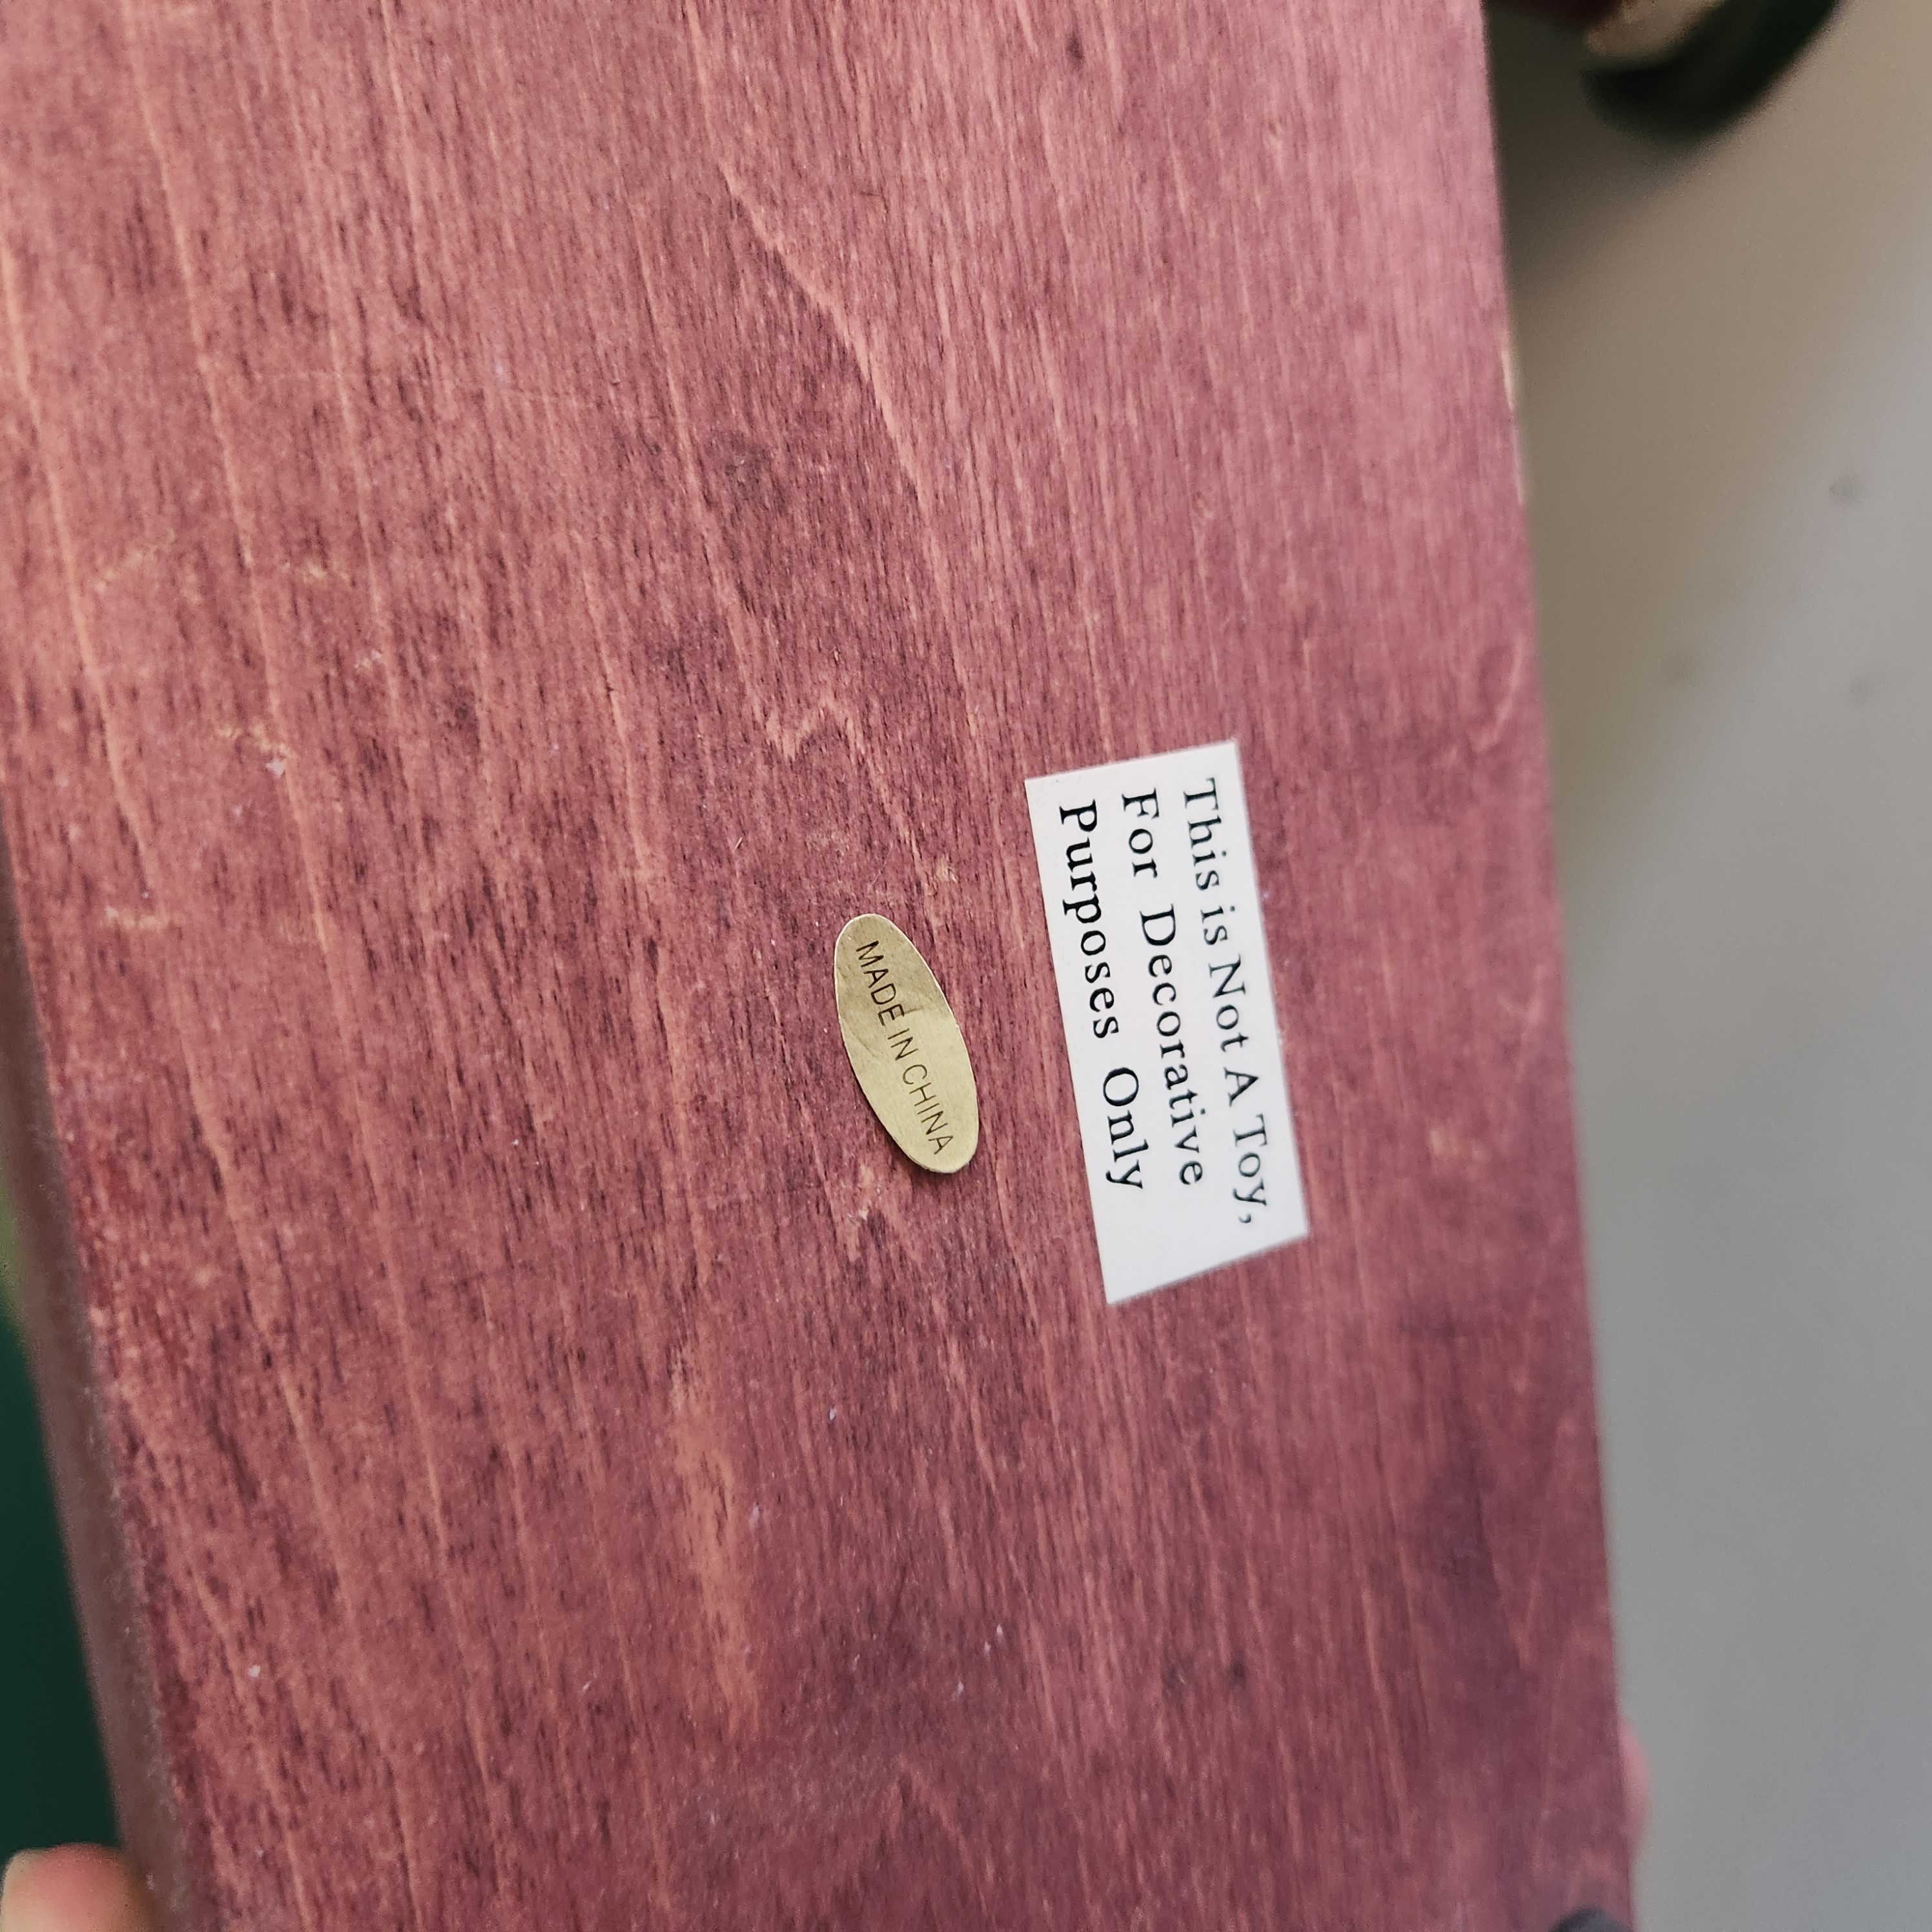 This is Not A Toy,
For Decorative
Purposes Only
MADE IN CHINA